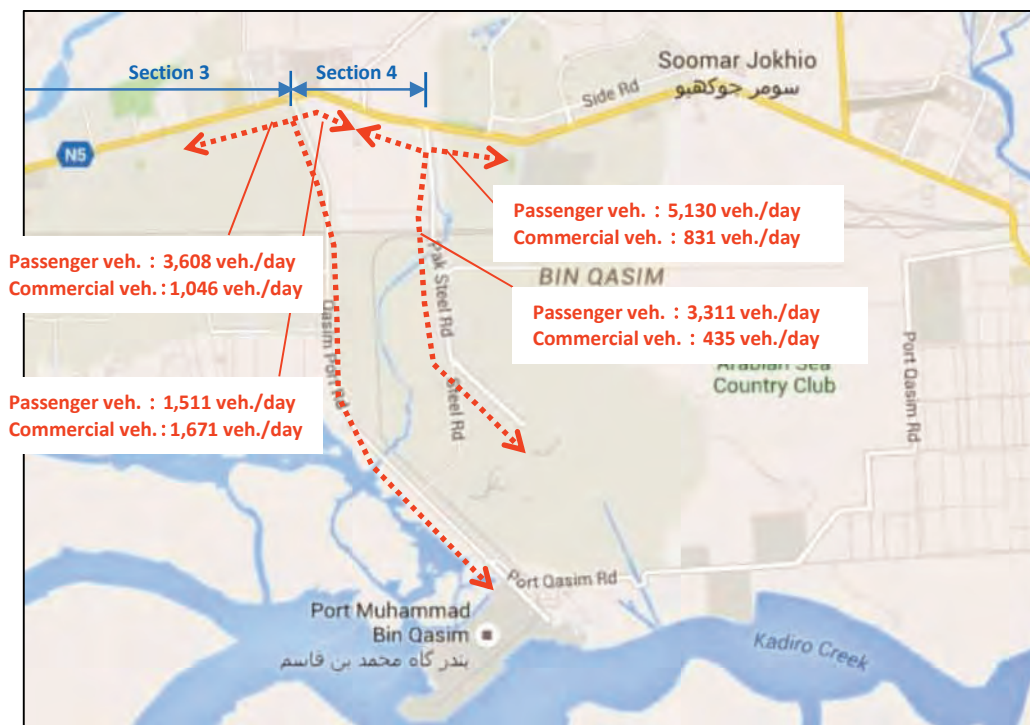 Section 3
Section 4
Soomar Jokhio
سومر جوکھیو
Side Rd
N5
Passenger veh. : 5,130 veh./day
Commercial veh. : 831 veh./day
Passenger veh. : 3,608 veh./day
Commercial veh. : 1,046 veh./day
BIN QASIM
Pak Steel Rd
Passenger veh. : 3,311 veh./day
Commercial veh. : 435 veh./day
Qasim Port Rd
Arabian Sea
Country Club
Port Qasim Rd
Steel Rd
Passenger veh. : 1,511 veh./day
Commercial veh. : 1,671 veh./day
Port Qasim Rd
Port Muhammad
Bin Qasim
بندر گاه محمد بن قاسم
Kadiro Creek